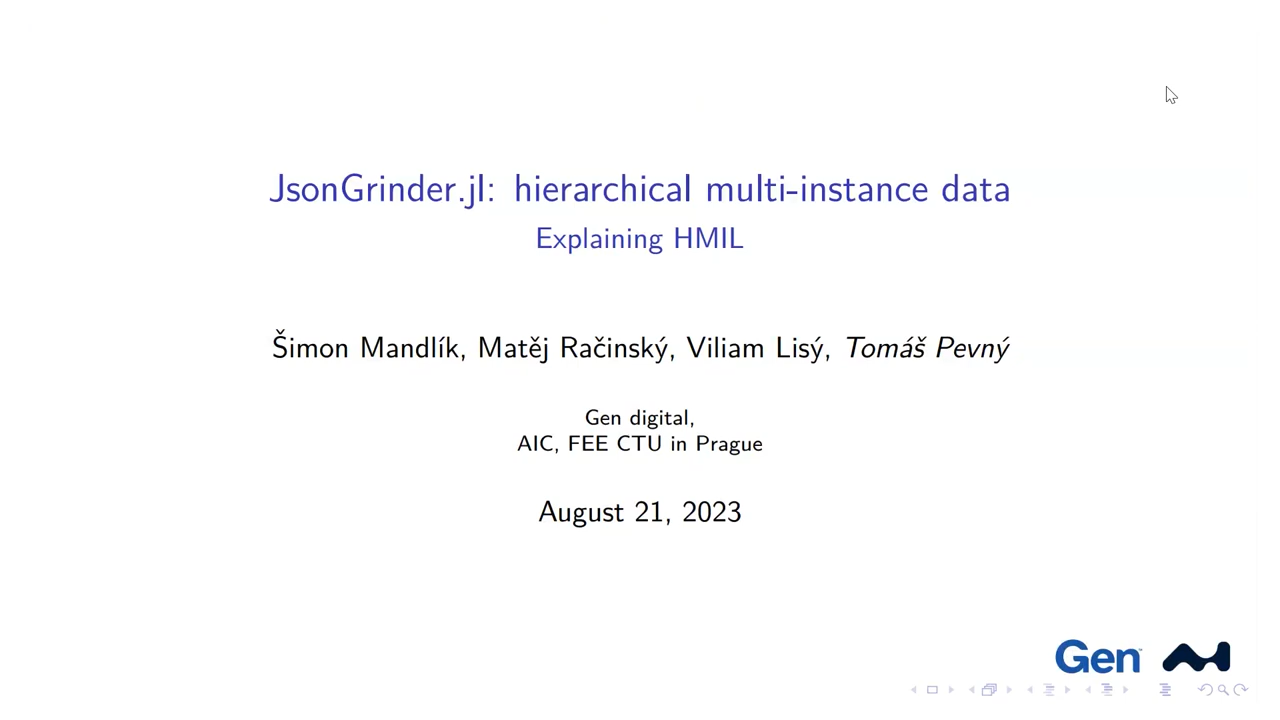 JsonGrinder.jl: hierarchical multi-instance data
Explaining HMIL
Šimon Mandlík, Matěj Račinský, Viliam Lisý, Tomáš Pevný
Gen digital,
AIC, FEE CTU in Prague
August 21, 2023
Gen